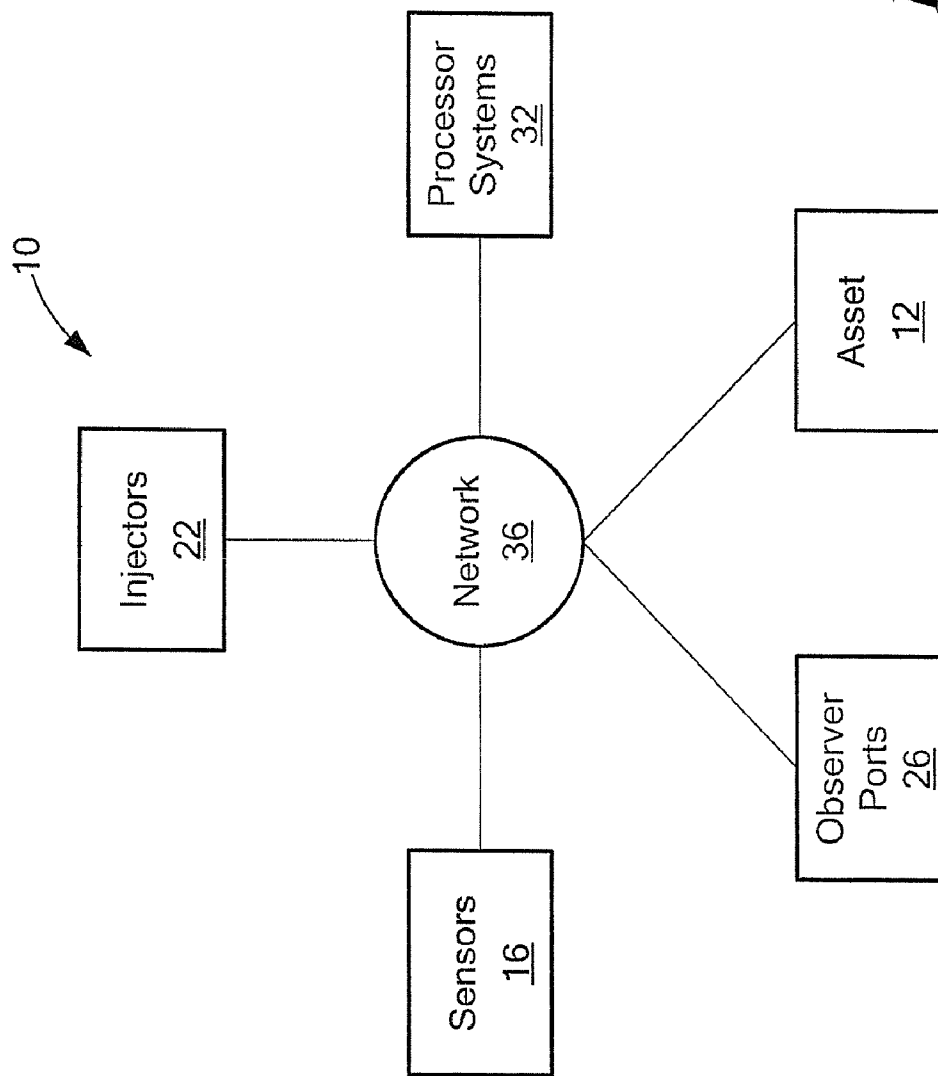 10
Injectors
22
Sensors
16
Network
36
Processor
Systems
32
Observer
Ports
26
Asset
12